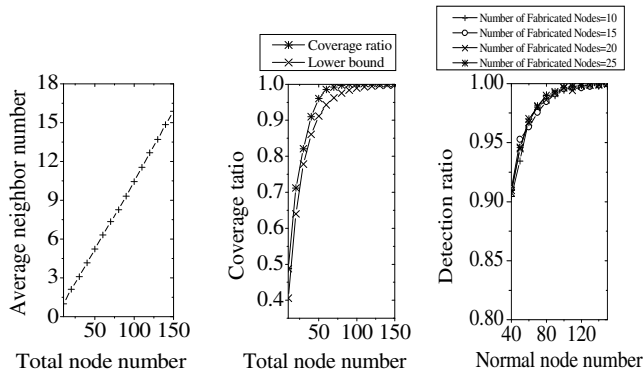 18
15
12
9
6
3
0
50
100
150
Average neighbor number
Total node number
Coverage ratio
Lower bound
1.0
0.9
0.8
0.7
0.6
0.5
0.4
50
100
150
Coverage tatio
Total node number
Number of Fabricated Nodes=10
Number of Fabricated Nodes=15
Number of Fabricated Nodes=20
Number of Fabricated Nodes=25
1.00
0.95
0.90
0.85
0.80
40
80
120
Detection ratio
Normal node number